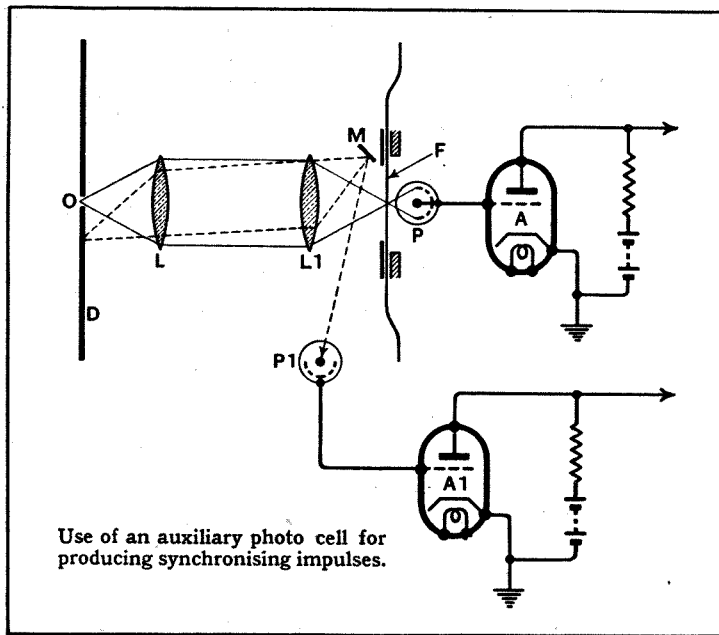 M
F
O
P
A
L
L1
D
P1
A1
Use of an auxiliary photo cell for
producing synchronising impulses.